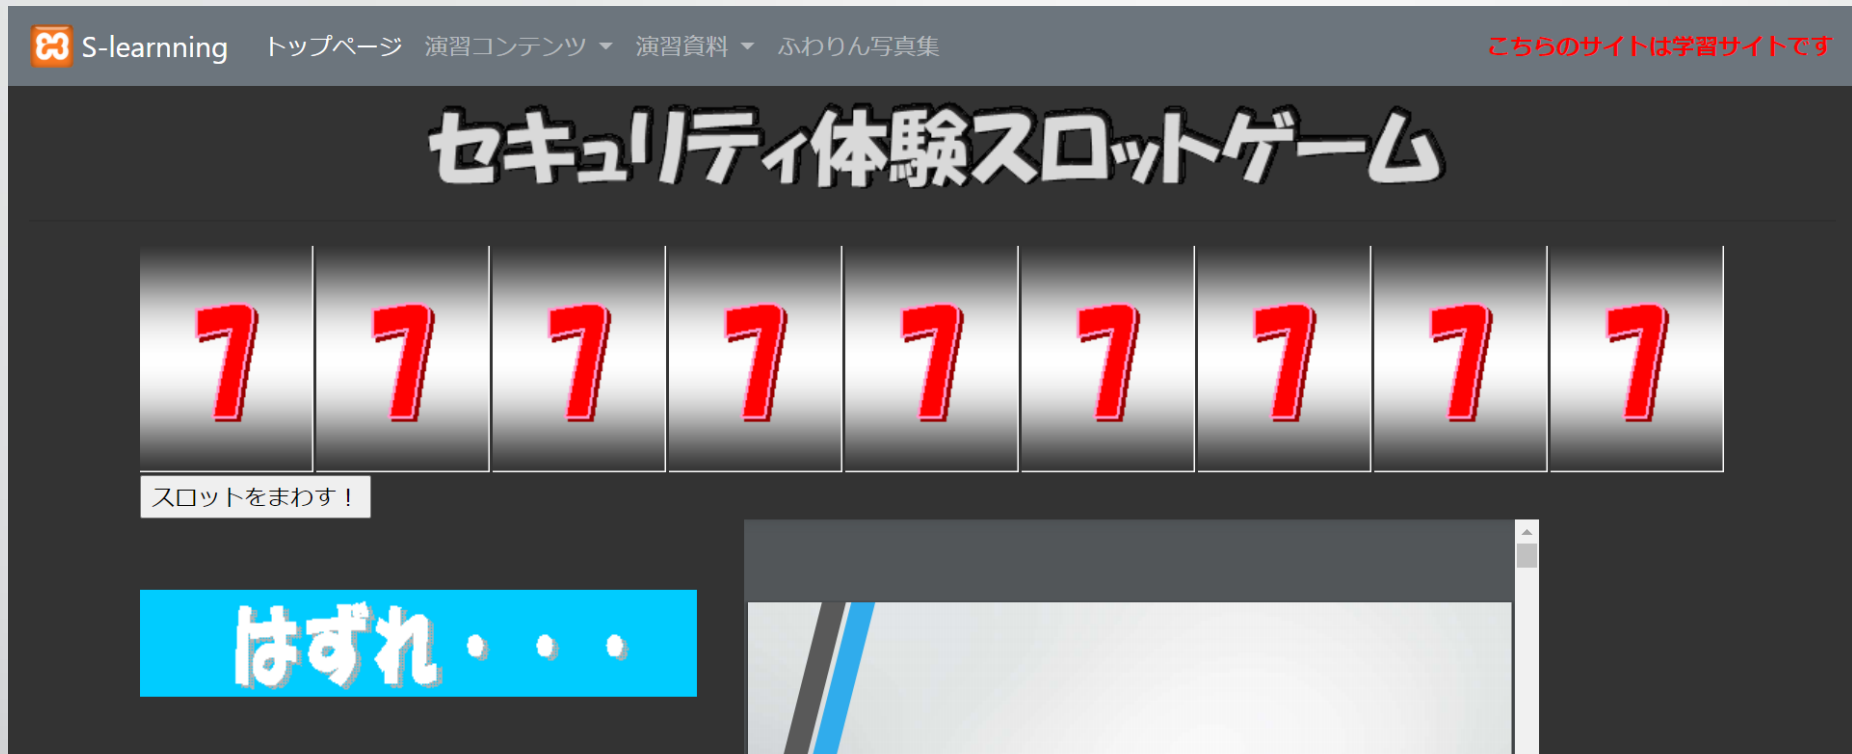 S-learnning トップページ 演習コンテンツ 演習資料 ふわりん写真集 こちらのサイトは学習サイトです
セキュリティ体験スロットゲーム
7 7 7 7 7 7 7 7 7
スロットをまわす！
はずれ・・・